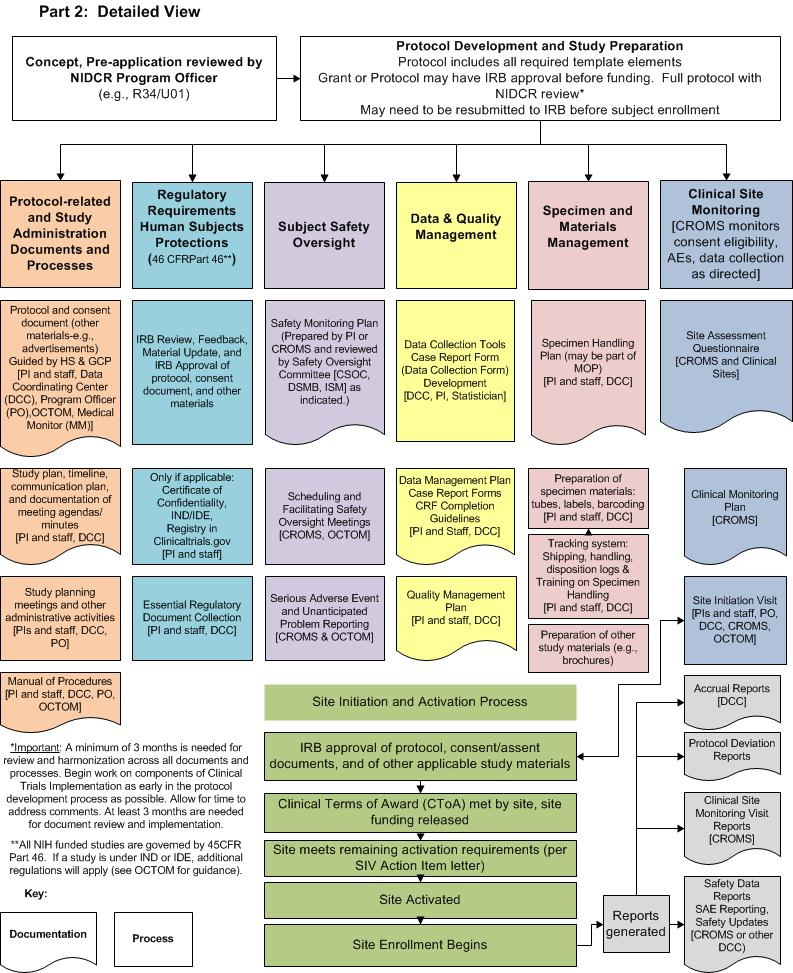 Part 2:  Detailed View
Concept, Pre-application reviewed by
NIDCR Program Officer
(e.g., R34/U01)
Protocol Development and Study Preparation
Protocol includes all required template elements
Grant or Protocol may have IRB approval before funding.  Full protocol with
NIDCR review*
May need to be resubmitted to IRB before subject enrollment
Protocol-related
and Study
Administration
Documents and
Processes
Regulatory
Requirements
Human Subjects
Protections
(46 CFRPart 46**)
Subject Safety
Oversight
Data & Quality
Management
Specimen and
Materials
Management
Clinical Site
Monitoring
[CROMS monitors
consent eligibility,
AEs, data collection
as directed]
Protocol and consent
document (other
materials-e.g.,
advertisements)
Guided by HS & GCP
[PI and staff, Data
Coordinating Center
(DCC), Program Officer
(PO),OCTOM, Medical
Monitor (MM)]
IRB Review, Feedback,
Material Update, and
IRB Approval of
protocol, consent
document, and other
materials
Safety Monitoring Plan
(Prepared by PI or
CROMS and reviewed
by Safety Oversight
Committee [CSOC,
DSMB, ISM] as
indicated.)
Data Collection Tools
Case Report Form
(Data Collection Form)
Development
[DCC, PI, Statistician]
Specimen Handling
Plan (may be part of
MOP)
[PI and staff, DCC]
Site Assessment
Questionnaire
[CROMS and Clinical
Sites]
Study plan, timeline,
communication plan,
and documentation of
meeting agendas/
minutes
[PI and staff, DCC]
Only if applicable:
Certificate of
Confidentiality,
IND/IDE,
Registry in
Clinicaltrials.gov
[PI and staff]
Scheduling and
Facilitating Safety
Oversight Meetings
[CROMS, OCTOM]
Data Management Plan
Case Report Forms
CRF Completion
Guidelines
[PI and staff, DCC]
Preparation of
specimen materials:
tubes, labels, barcoding
[PI and staff, DCC]
Clinical Monitoring
Plan
[CROMS]
Tracking system:
Shipping, handling,
disposition logs &
Training on Specimen
Handling
[PI and staff, DCC]
Study planning
meetings and other
administrative activities
[PIs and staff, DCC,
PO]
Essential Regulatory
Document Collection
[PI and staff, DCC]
Serious Adverse Event
and Unanticipated
Problem Reporting
[CROMS & OCTOM]
Quality Management
Plan
[PI and staff, DCC]
Preparation of other
study materials (e.g.,
brochures)
Site Initiation Visit
[PIs and staff, PO,
DCC, CROMS,
OCTOM]
Manual of Procedures
[PI and staff, DCC, PO,
OCTOM]
Site Initiation and Activation Process
IRB approval of protocol, consent/assent
documents, and of other applicable study materials
Clinical Terms of Award (CToA) met by site, site
funding released
Site meets remaining activation requirements (per
SIV Action Item letter)
Site Activated
Site Enrollment Begins
Reports
generated
Accrual Reports
[DCC]
Protocol Deviation
Reports
Clinical Site
Monitoring Visit
Reports
[CROMS]
Safety Data
Reports
SAE Reporting,
Safety Updates
[CROMS or other
DCC)
*Important:  A minimum of 3 months is needed for
review and harmonization across all documents and
processes.  Begin work on components of Clinical
Trials Implementation as early in the protocol
development process as possible.  Allow for time to
address comments.  At least 3 months are needed
for document review and implementation.
**All NIH funded studies are governed by 45CFR
Part 46.  If a study is under IND or IDE, additional
regulations will apply (see OCTOM for guidance).
Key:
Documentation
Process